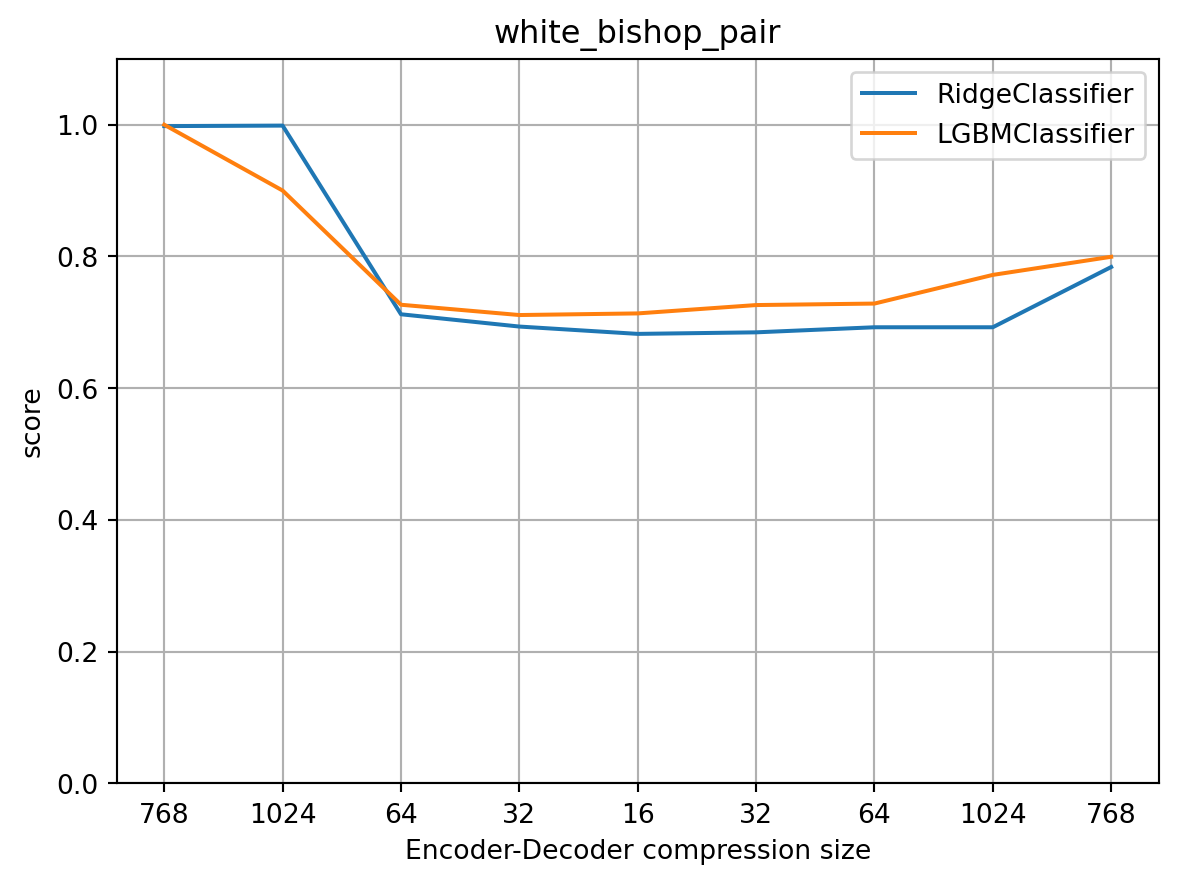 white_bishop_pair
RidgeClassifier
LGBMClassifier
1.0
0.8
0.6
0.4
0.2
0.0
score
768 1024 64 32 16 32 64 1024 768
Encoder-Decoder compression size